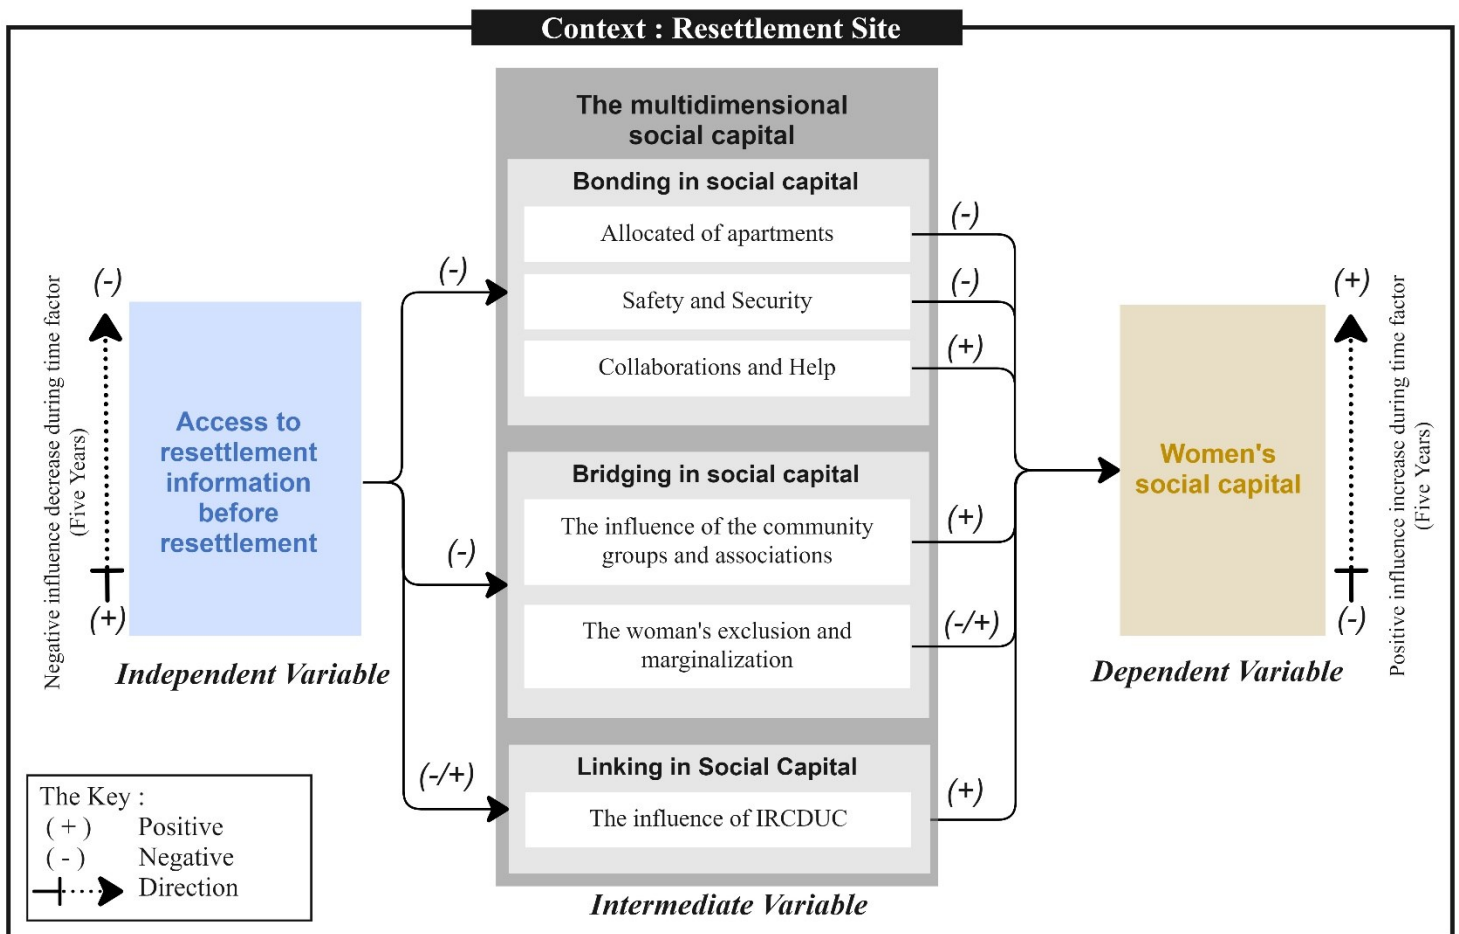 Context : Resettlement Site
The multidimensional
social capital
Bonding in social capital
Allocated of apartments
Safety and Security
Collaborations and Help
(-)
(-)
(+)
Bridging in social capital
The influence of the community
groups and associations
The woman's exclusion and
marginalization
(+)
(-/+)
Linking in Social Capital
The influence of IRCDUC
(+)
Intermediate Variable
Negative influence decrease during time factor
(Five Years)
(-)
(+)
Access to
resettlement
information
before
resettlement
Independent Variable
(-)
(-)
(-/+)
Women's
social capital
Dependent Variable
(+)
(-)
Positive influence increase during time factor
(Five Years)
The Key :
( + ) Positive
( - ) Negative
Direction